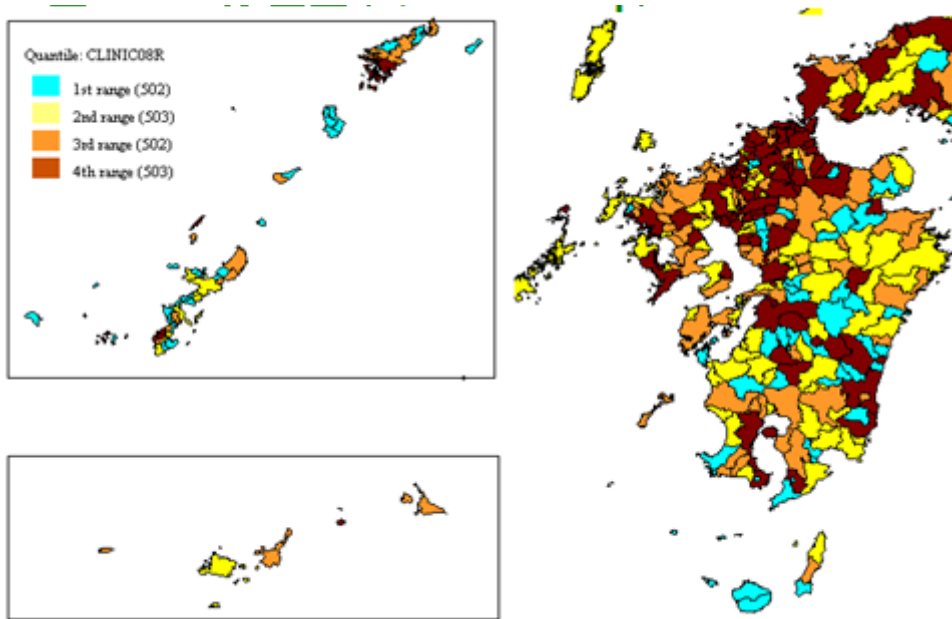 Quantile: CLINIC08R
1st range (502)
2nd range (503)
3rd range (502)
4th range (503)